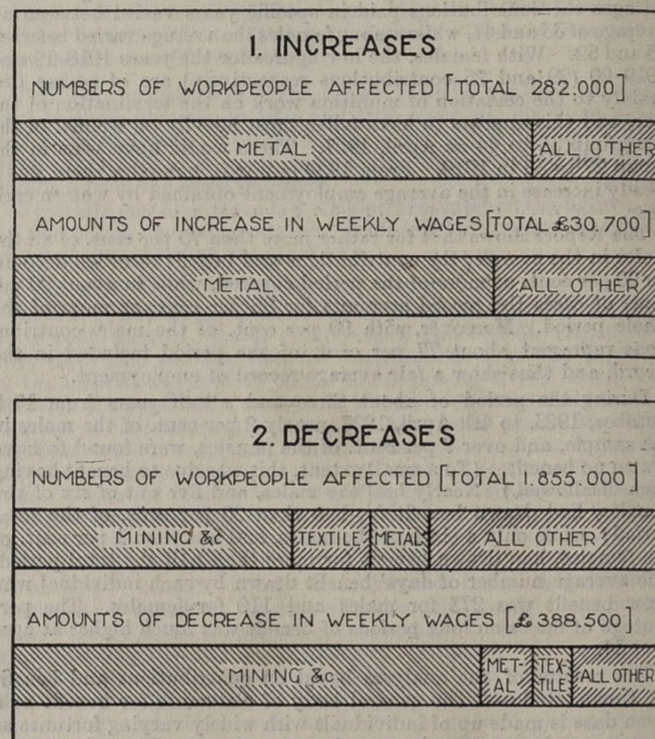 1. INCREASES
NUMBERS OF WORKPEOPLE AFFECTED [TOTAL 282.000]
METAL ALL OTHER
AMOUNTS OF INCREASE IN WEEKLY WAGES [TOTAL £30.700]
METAL ALL OTHER
2. DECREASES
NUMBERS OF WORKPEOPLE AFFECTED [TOTAL 1.855.000]
MINING &c TEXTILE METAL ALL OTHER
AMOUNTS OF DECREASE IN WEEKLY WAGES [£388.500]
MINING &c MET-AL TEX-TILE ALL OTHER